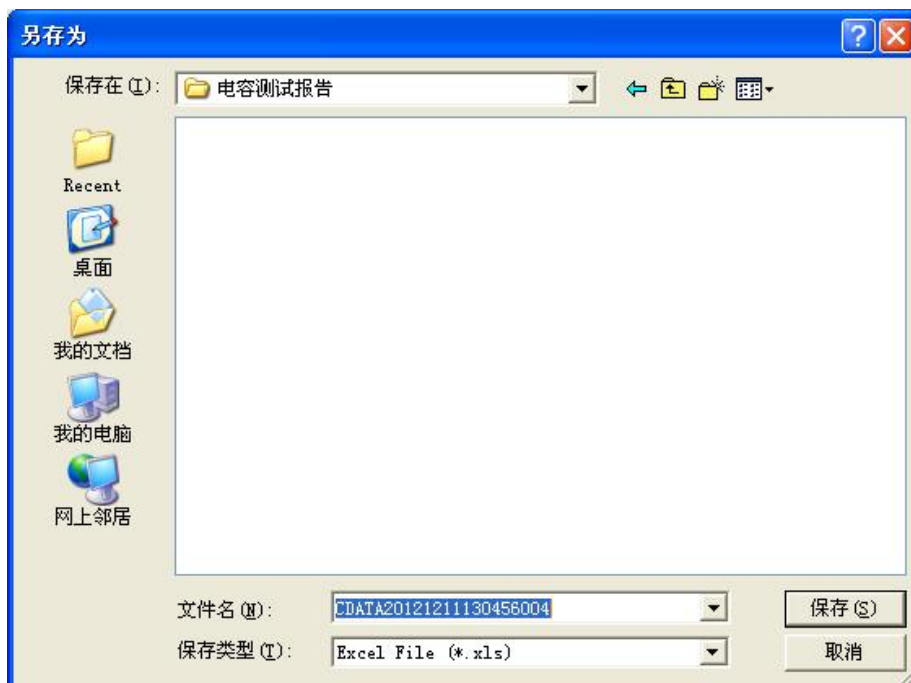 另存为
保存在(I):
电容测试报告
Recent
桌面
我的文档
我的电脑
网上邻居
文件名(N):
CDATA20121211130456004
保存(S)
保存类型(T):
Excel File (*.xls)
取消